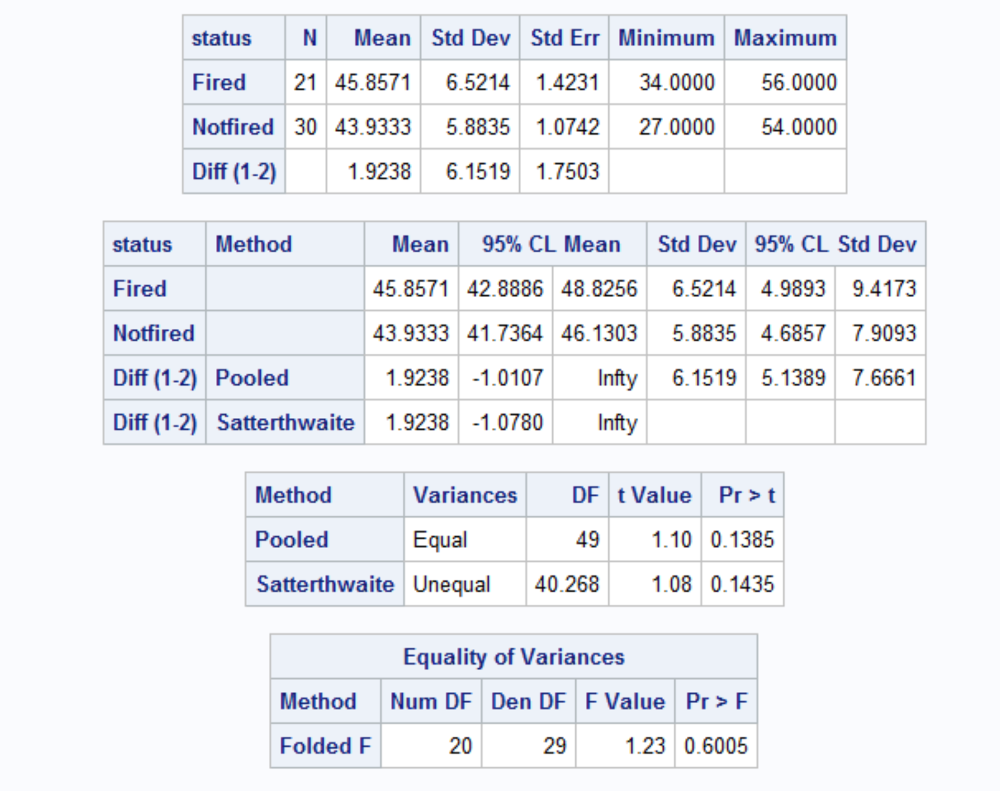 status N Mean Std Dev Std Err Minimum Maximum
Fired 21 45.8571 6.5214 1.4231 34.0000 56.0000
Notfired 30 43.9333 5.8835 1.0742 27.0000 54.0000
Diff (1-2) 1.9238 6.1519 1.7503
status Method Mean 95% CL Mean Std Dev 95% CL Std Dev
Fired 45.8571 42.8886 48.8256 6.5214 4.9893 9.4173
Notfired 43.9333 41.7364 46.1303 5.8835 4.6857 7.9093
Diff (1-2) Pooled 1.9238 -1.0107 Infty 6.1519 5.1389 7.6661
Diff (1-2) Satterthwaite 1.9238 -1.0780 Infty
Method Variances DF t Value Pr > t
Pooled Equal 49 1.10 0.1385
Satterthwaite Unequal 40.268 1.08 0.1435
Equality of Variances
Method Num DF Den DF F Value Pr > F
Folded F 20 29 1.23 0.6005